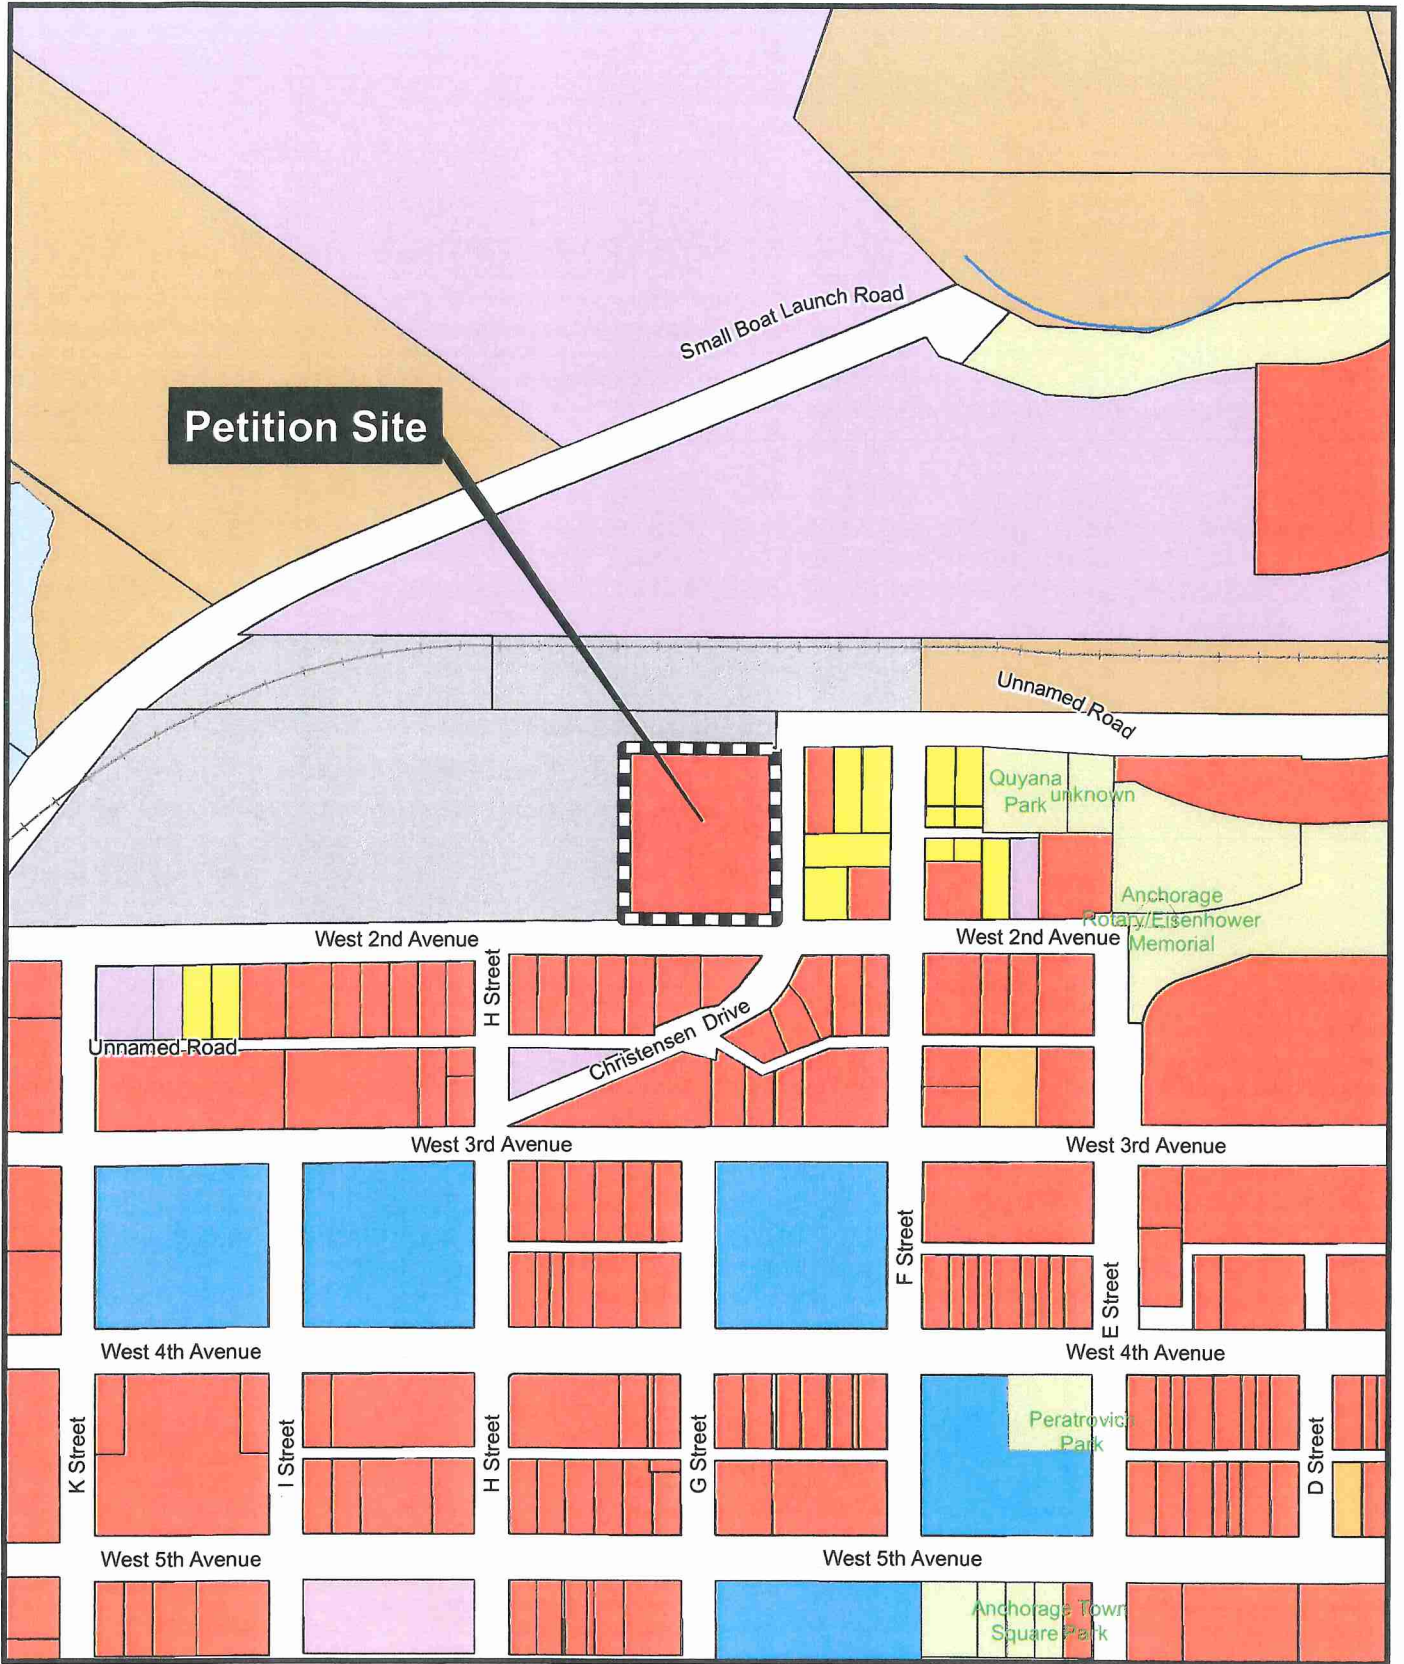 Small Boat Launch Road
Petition Site
Unnamed Road
Quyana
Park
unknown
Anchorage
Rotary/Eisenhower
Memorial
West 2nd Avenue
West 2nd Avenue
H Street
Christensen Drive
Unnamed Road
West 3rd Avenue
West 3rd Avenue
F Street
E Street
West 4th Avenue
West 4th Avenue
K Street
I Street
H Street
G Street
Peratrovich
Park
D Street
West 5th Avenue
West 5th Avenue
Anchorage Town
Square Park